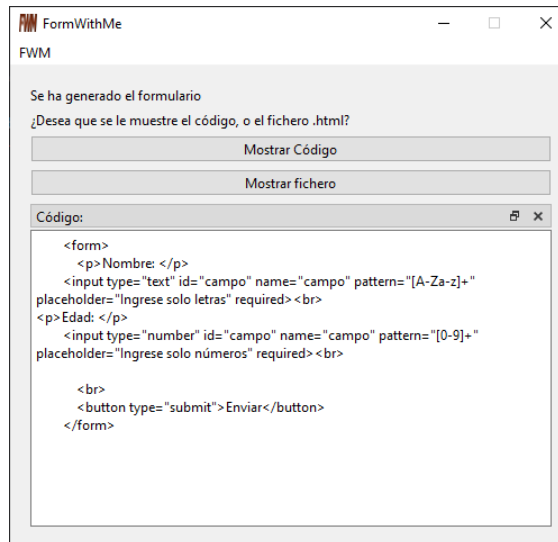 FWM FormWithMe
FWM
Se ha generado el formulario
¿Desea que se le muestre el código, o el fichero .html?
Mostrar Código
Mostrar fichero
Código:
<form>
<p>Nombre: </p>
<input type="text" id="campo" name="campo" pattern="[A-Za-z]+"
placeholder="Ingrese solo letras" required><br>
<p>Edad: </p>
<input type="number" id="campo" name="campo" pattern="[0-9]+"
placeholder="Ingrese solo números" required><br>
<br>
<button type="submit">Enviar</button>
</form>